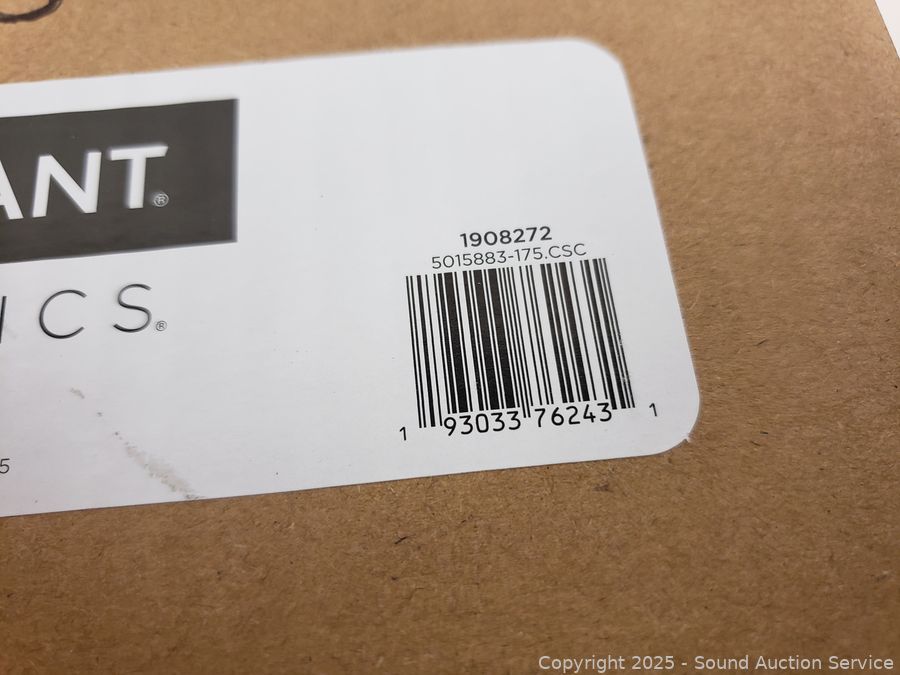 ANT®
ICS®
1908272
5015883-175.CSC
1 93033 76243 1
5
Copyright 2025 - Sound Auction Service